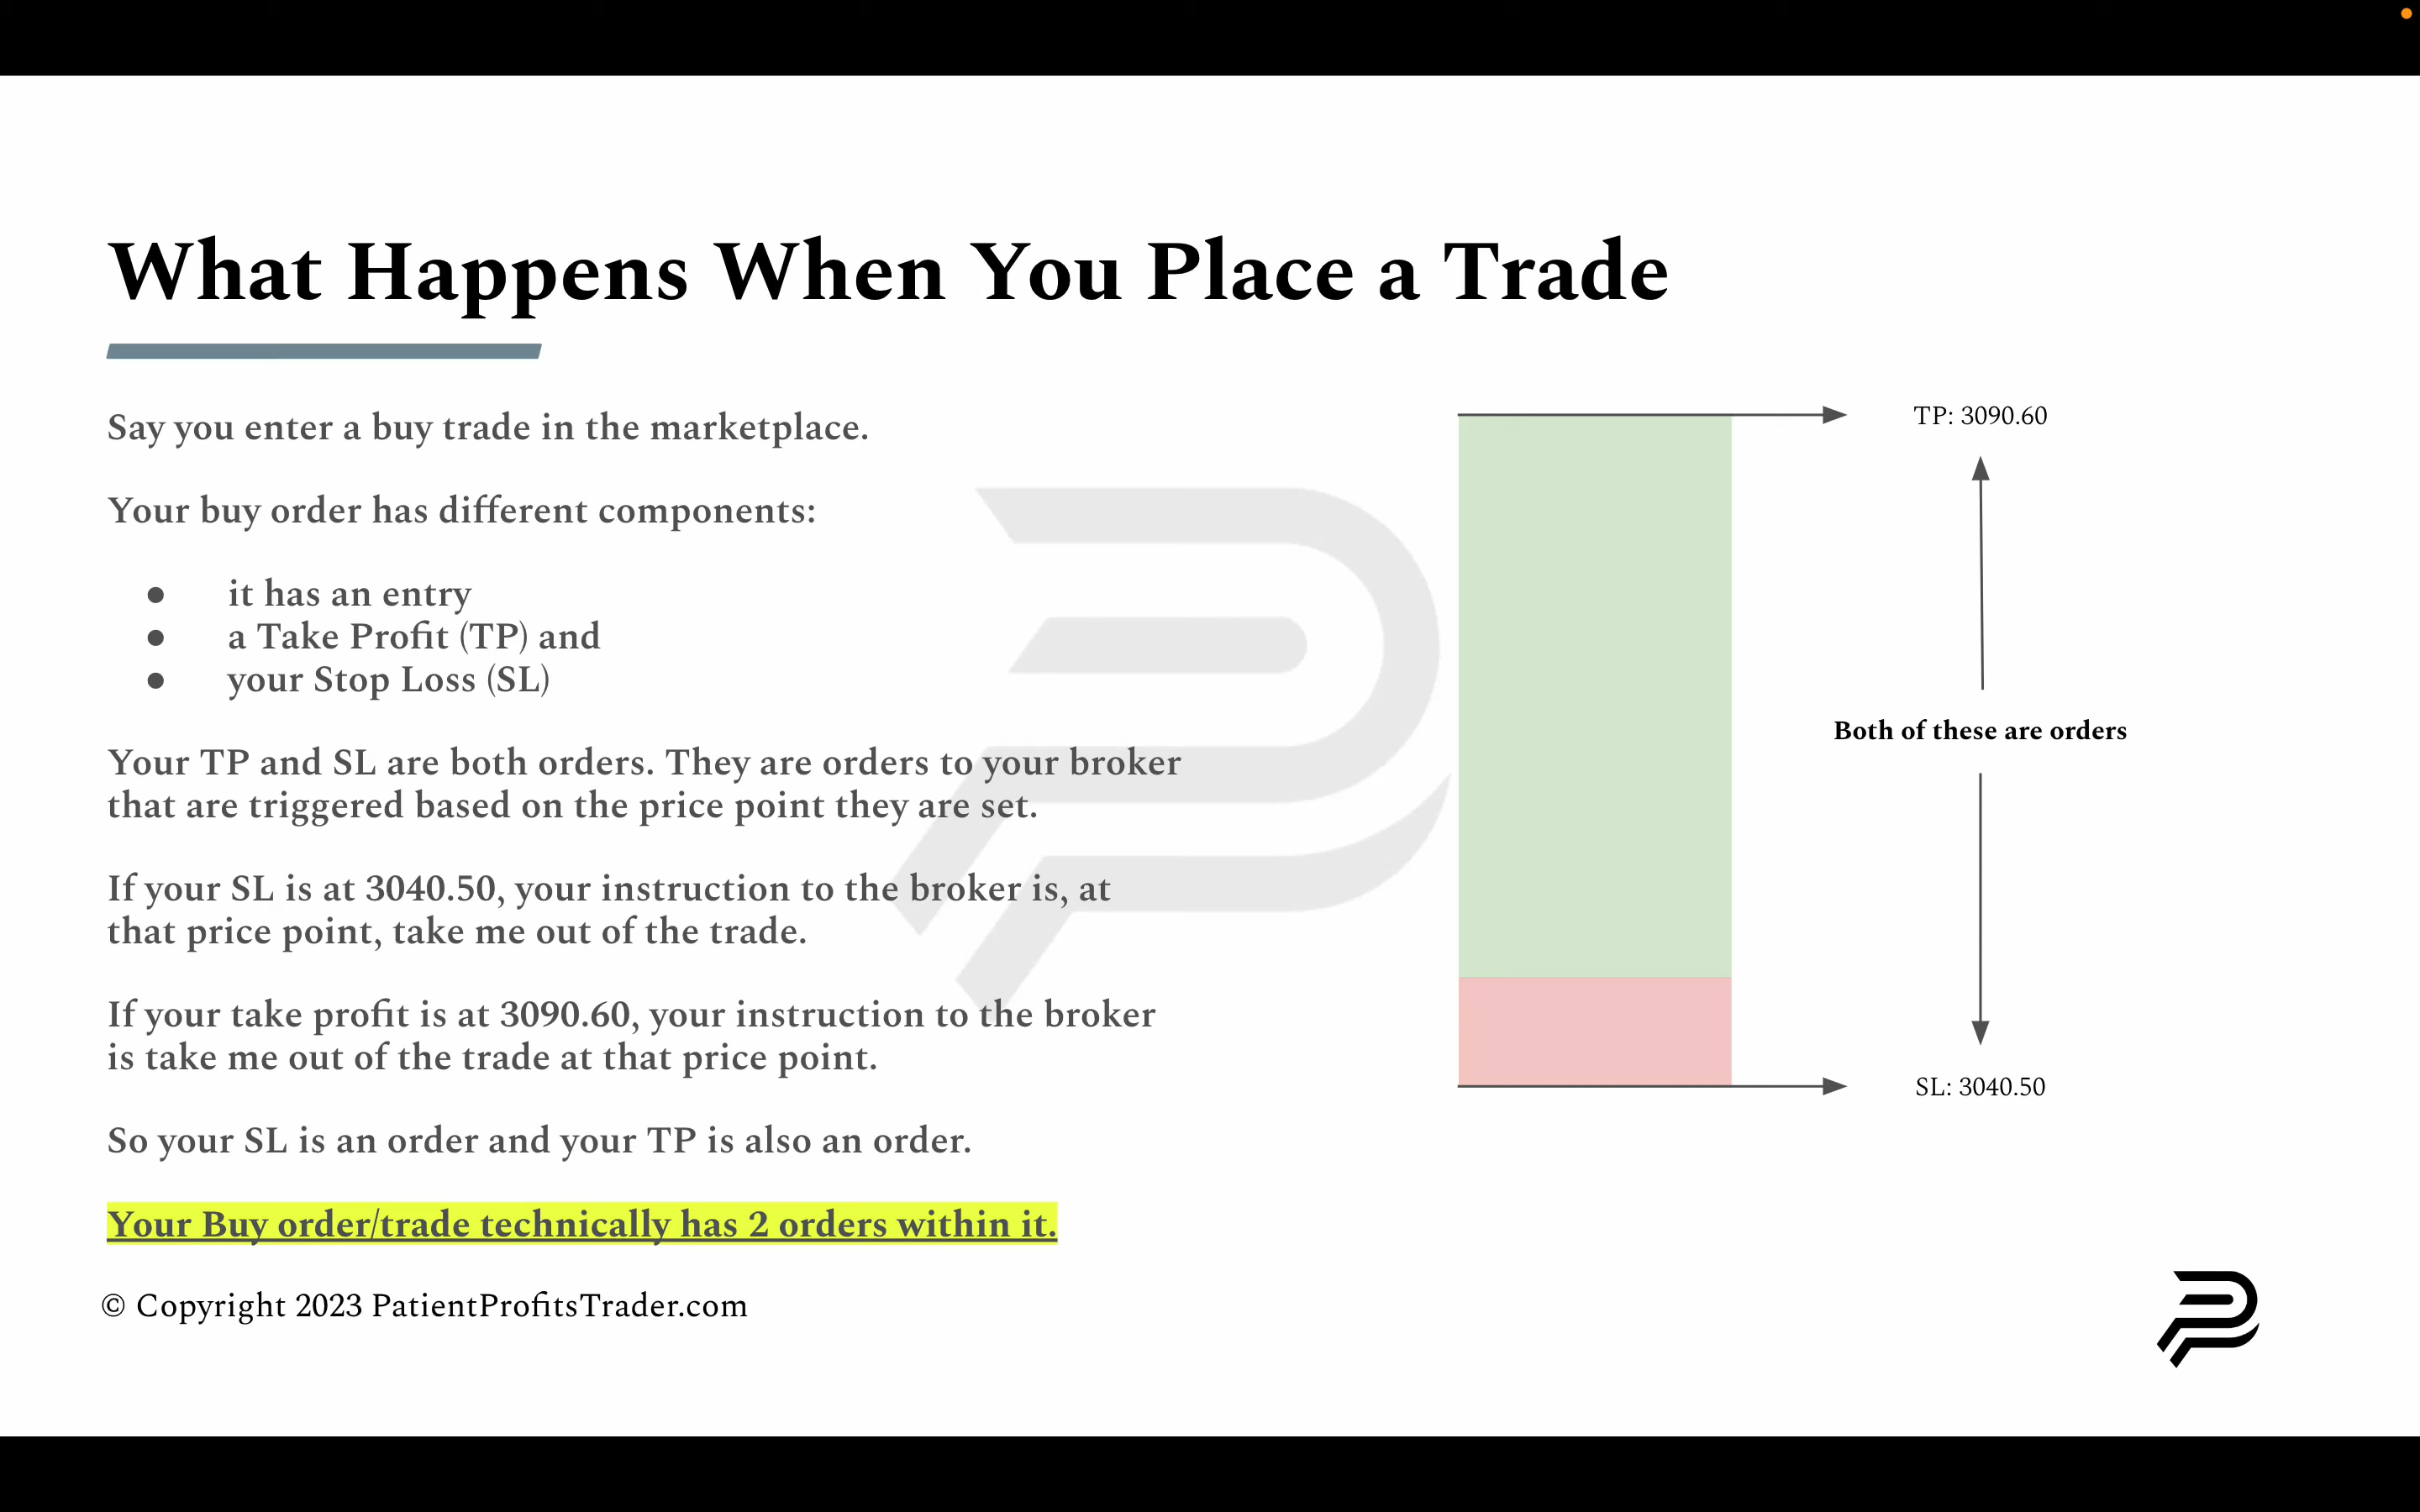 What Happens When You Place a Trade
Say you enter a buy trade in the marketplace.
Your buy order has different components:
● it has an entry
● a Take Profit (TP) and
● your Stop Loss (SL)
Your TP and SL are both orders. They are orders to your broker
that are triggered based on the price point they are set.
If your SL is at 3040.50, your instruction to the broker is, at
that price point, take me out of the trade.
If your take profit is at 3090.60, your instruction to the broker
is take me out of the trade at that price point.
So your SL is an order and your TP is also an order.
Your Buy order/trade technically has 2 orders within it.
TP: 3090.60
Both of these are orders
SL: 3040.50
© Copyright 2023 PatientProfitsTrader.com